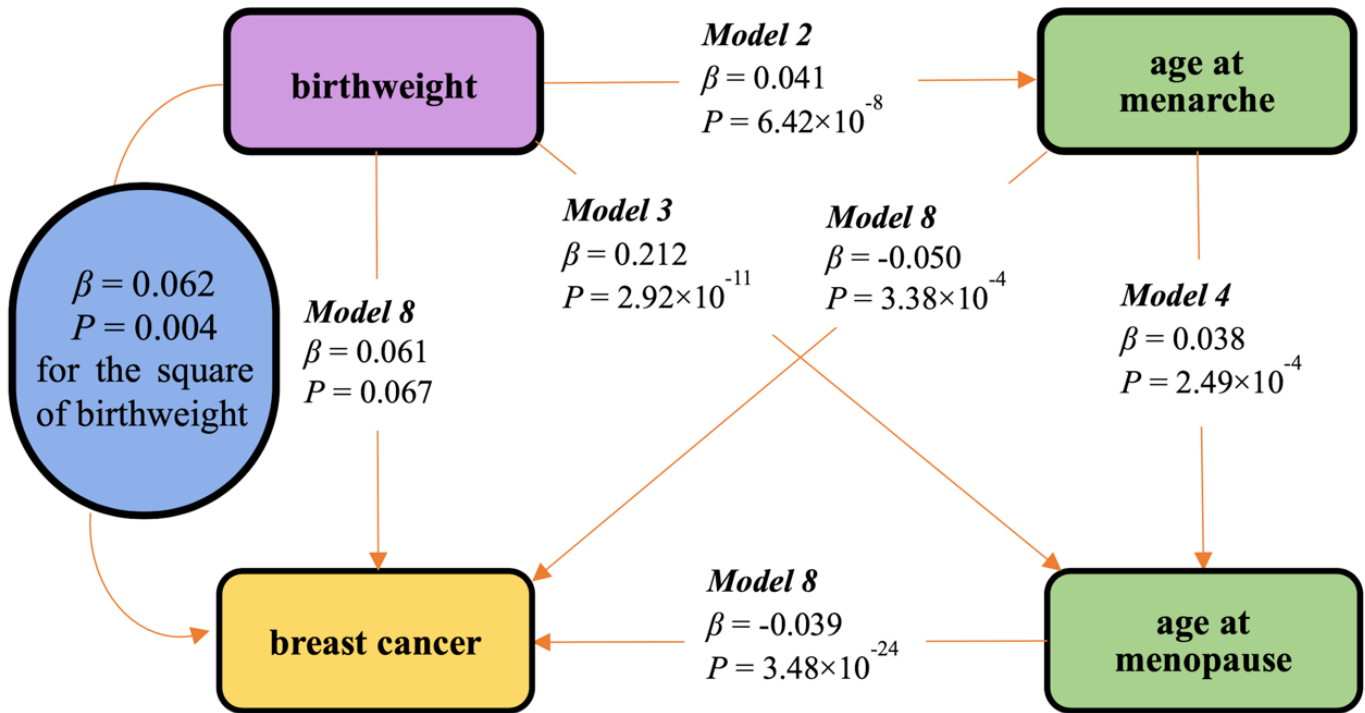 birthweight
Model 2
β = 0.041
P = 6.42×10⁻⁸
age at
menarche
β = 0.062
P = 0.004
for the square
of birthweight
Model 8
β = 0.061
P = 0.067
Model 3
β = 0.212
P = 2.92×10⁻¹¹
Model 8
β = -0.050
P = 3.38×10⁻⁴
Model 4
β = 0.038
P = 2.49×10⁻⁴
breast cancer
Model 8
β = -0.039
P = 3.48×10⁻²⁴
age at
menopause